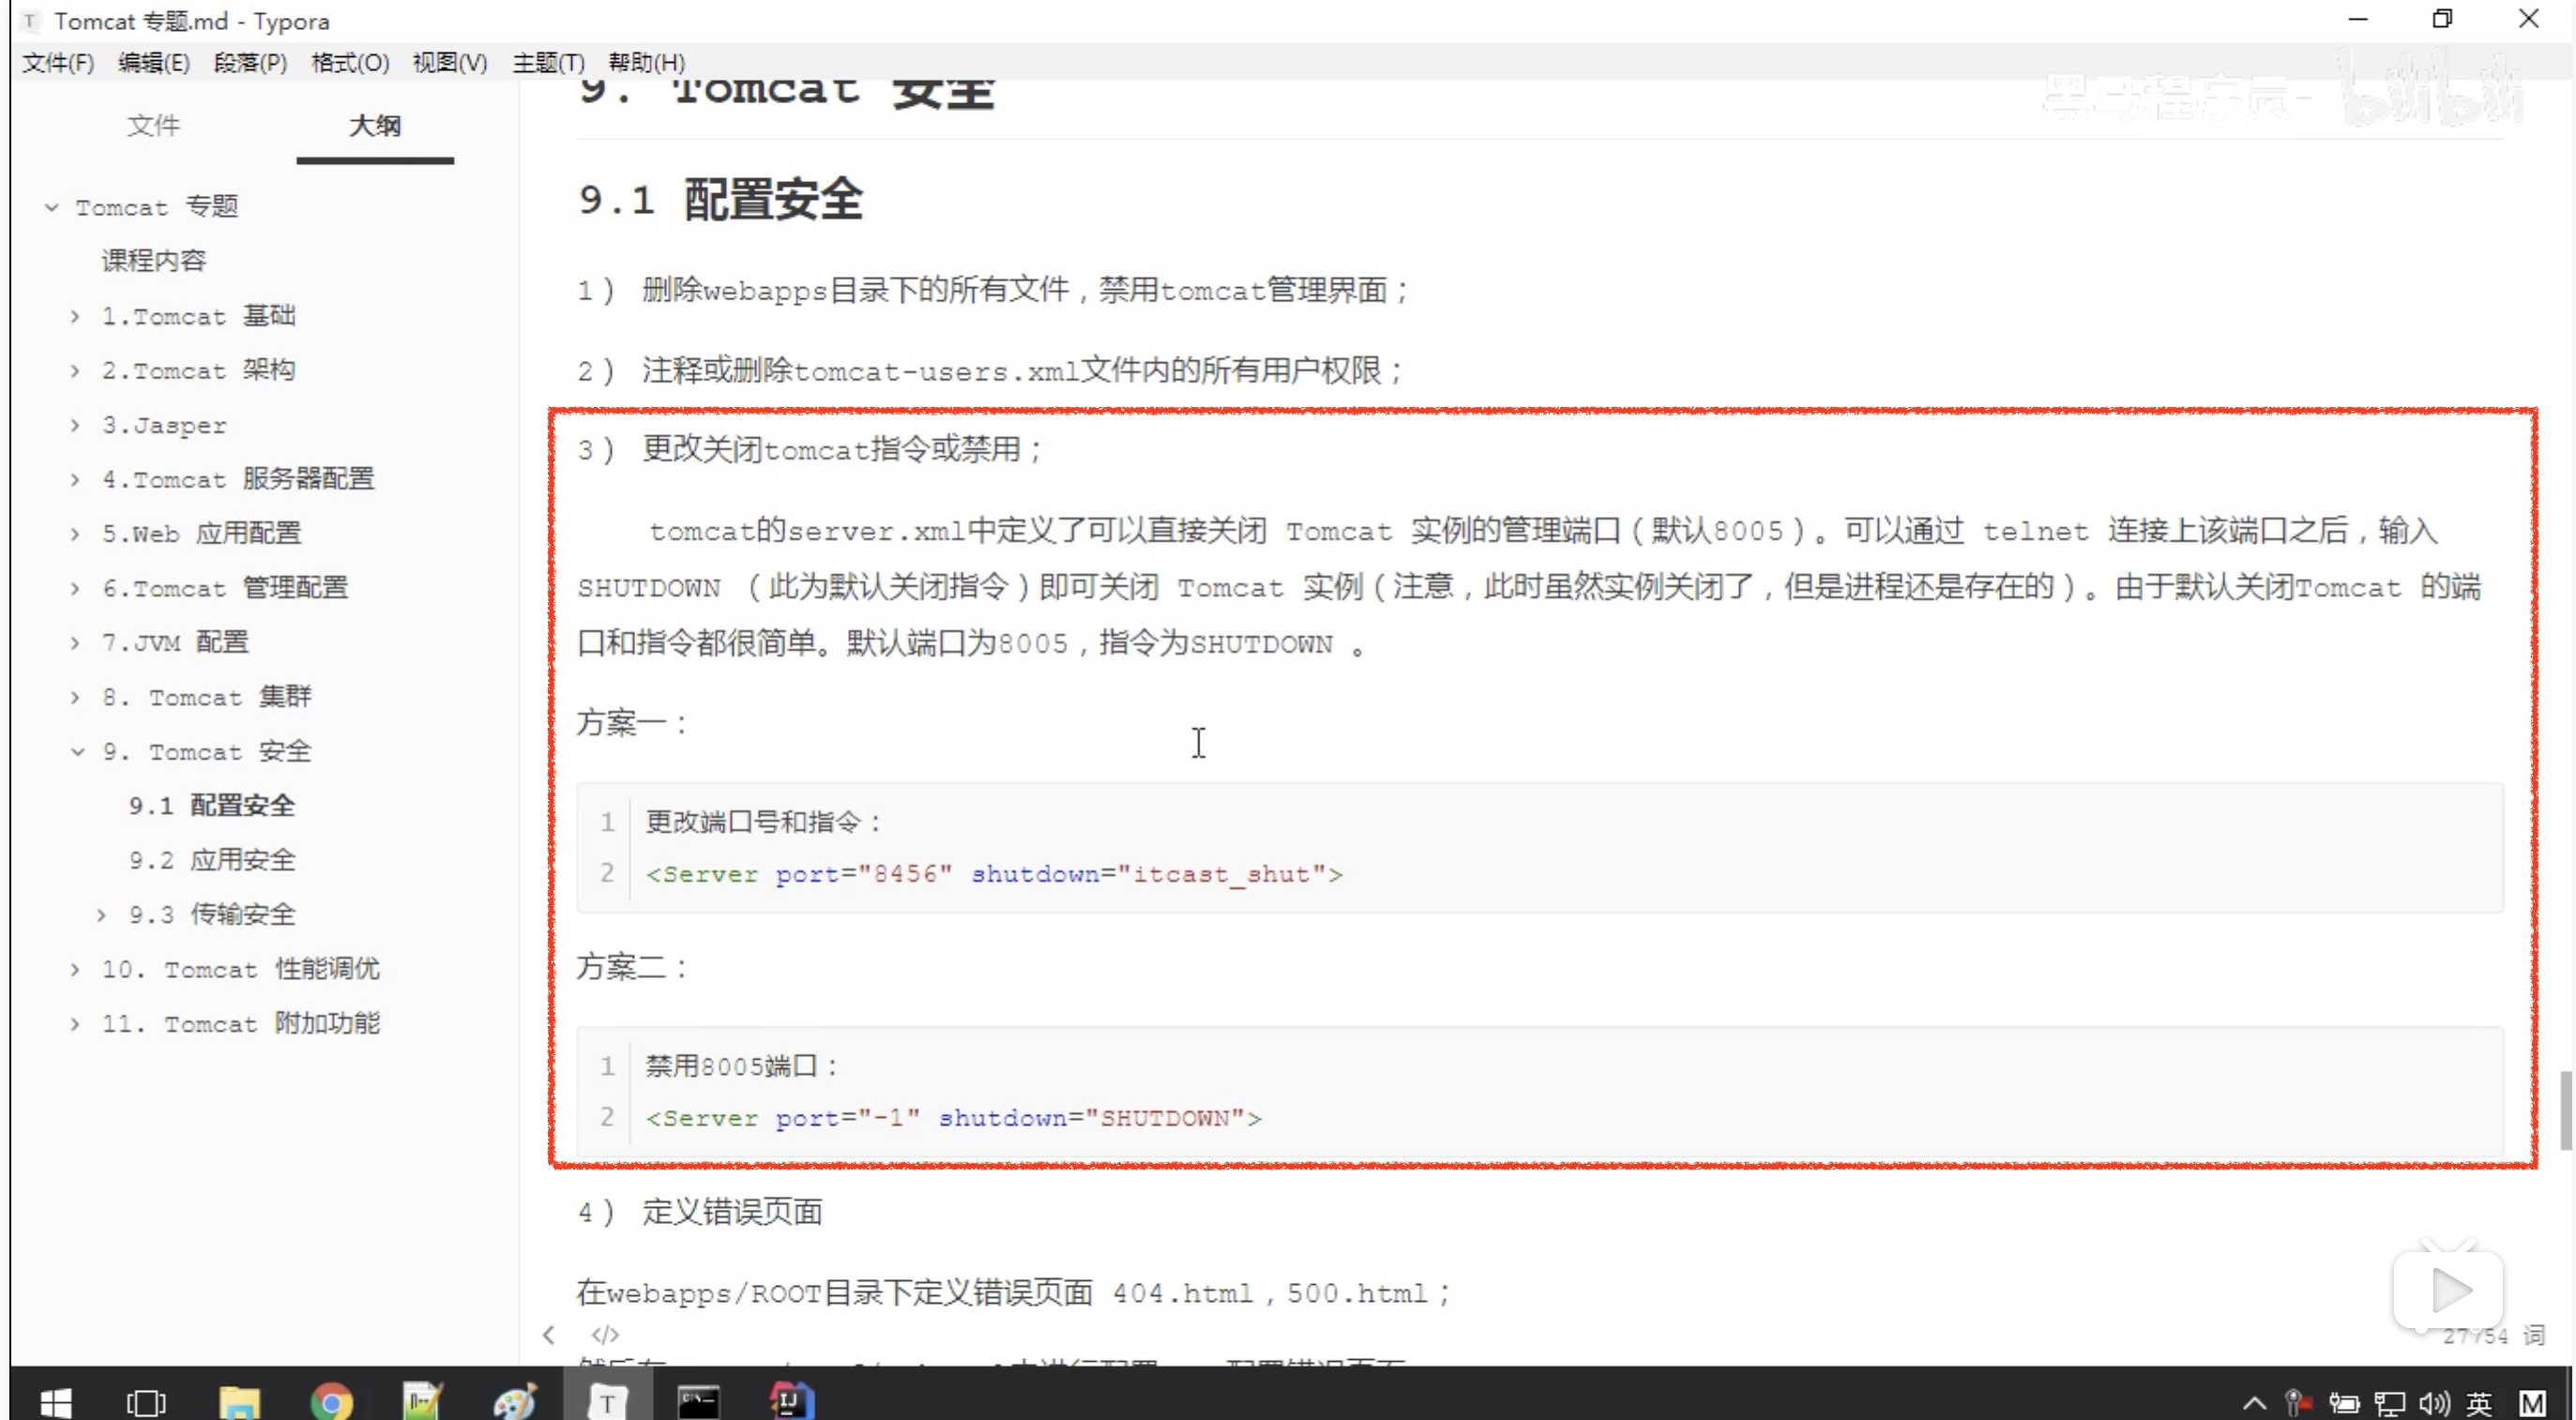 Tomcat 专题.md - Typora
文件(F) 编辑(E) 段落(P) 格式(O) 视图(V) 主题(T) 帮助(H)
文件 大纲
Tomcat 专题
课程内容
1.Tomcat 基础
2.Tomcat 架构
3.Jasper
4.Tomcat 服务器配置
5.Web 应用配置
6.Tomcat 管理配置
7.JVM 配置
8. Tomcat 集群
9. Tomcat 安全
9.1 配置安全
9.2 应用安全
9.3 传输安全
10. Tomcat 性能调优
11. Tomcat 附加功能
9. Tomcat 安全
黑马程序员- bilibili
9.1 配置安全
1） 删除webapps目录下的所有文件，禁用tomcat管理界面；
2） 注释或删除tomcat-users.xml文件内的所有用户权限；
3） 更改关闭tomcat指令或禁用；
tomcat的server.xml中定义了可以直接关闭 Tomcat 实例的管理端口（默认8005）。可以通过 telnet 连接上该端口之后，输入
SHUTDOWN （此为默认关闭指令）即可关闭 Tomcat 实例（注意，此时虽然实例关闭了，但是进程还是存在的）。由于默认关闭Tomcat 的端
口和指令都很简单。默认端口为8005，指令为SHUTDOWN 。
方案一：
1 更改端口号和指令：
2 <Server port="8456" shutdown="itcast_shut">
方案二：
1 禁用8005端口：
2 <Server port="-1" shutdown="SHUTDOWN">
4） 定义错误页面
在webapps/ROOT目录下定义错误页面 404.html，500.html；
</> 27754 词
英 M